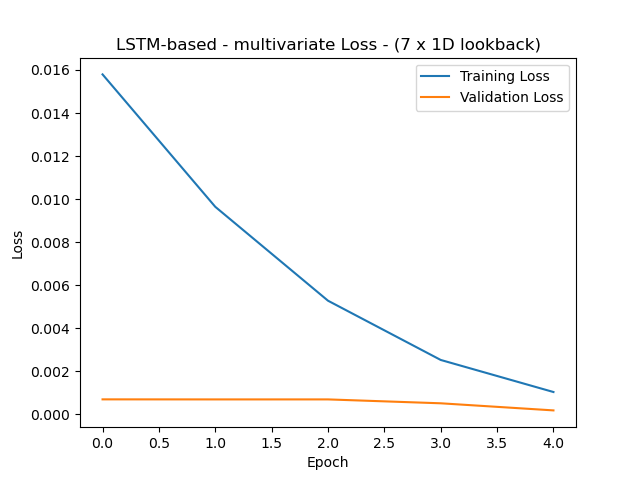 LSTM-based - multivariate Loss - (7 x 1D lookback)
Training Loss
Validation Loss
0.016
0.014
0.012
0.010
0.008
0.006
0.004
0.002
0.000
Loss
0.0 0.5 1.0 1.5 2.0 2.5 3.0 3.5 4.0
Epoch